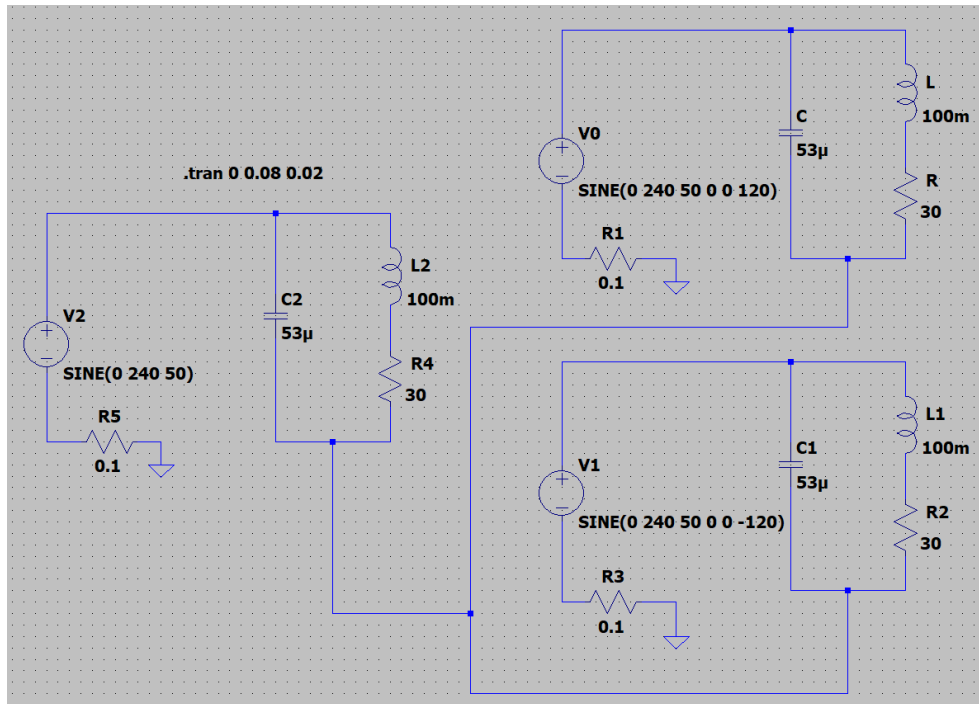 .tran 0 0.08 0.02
V0
SINE(0 240 50 0 0 120)
R1
0.1
C
53µ
L
100m
R
30
V2
SINE(0 240 50)
R5
0.1
C2
53µ
L2
100m
R4
30
V1
SINE(0 240 50 0 0 -120)
R3
0.1
C1
53µ
L1
100m
R2
30